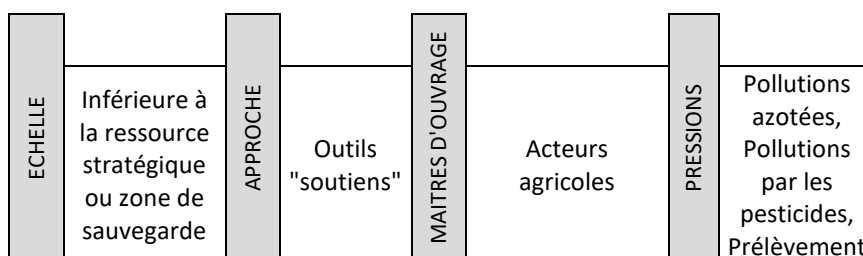 ECHELLE
Inférieure à
la ressource
stratégique
ou zone de
sauvegarde
APPROCHE
Outils
"soutiens"
MAITRES D'OUVRAGE
Acteurs
agricoles
PRESSIONS
Pollutions
azotées,
Pollutions
par les
pesticides,
Prélèvement